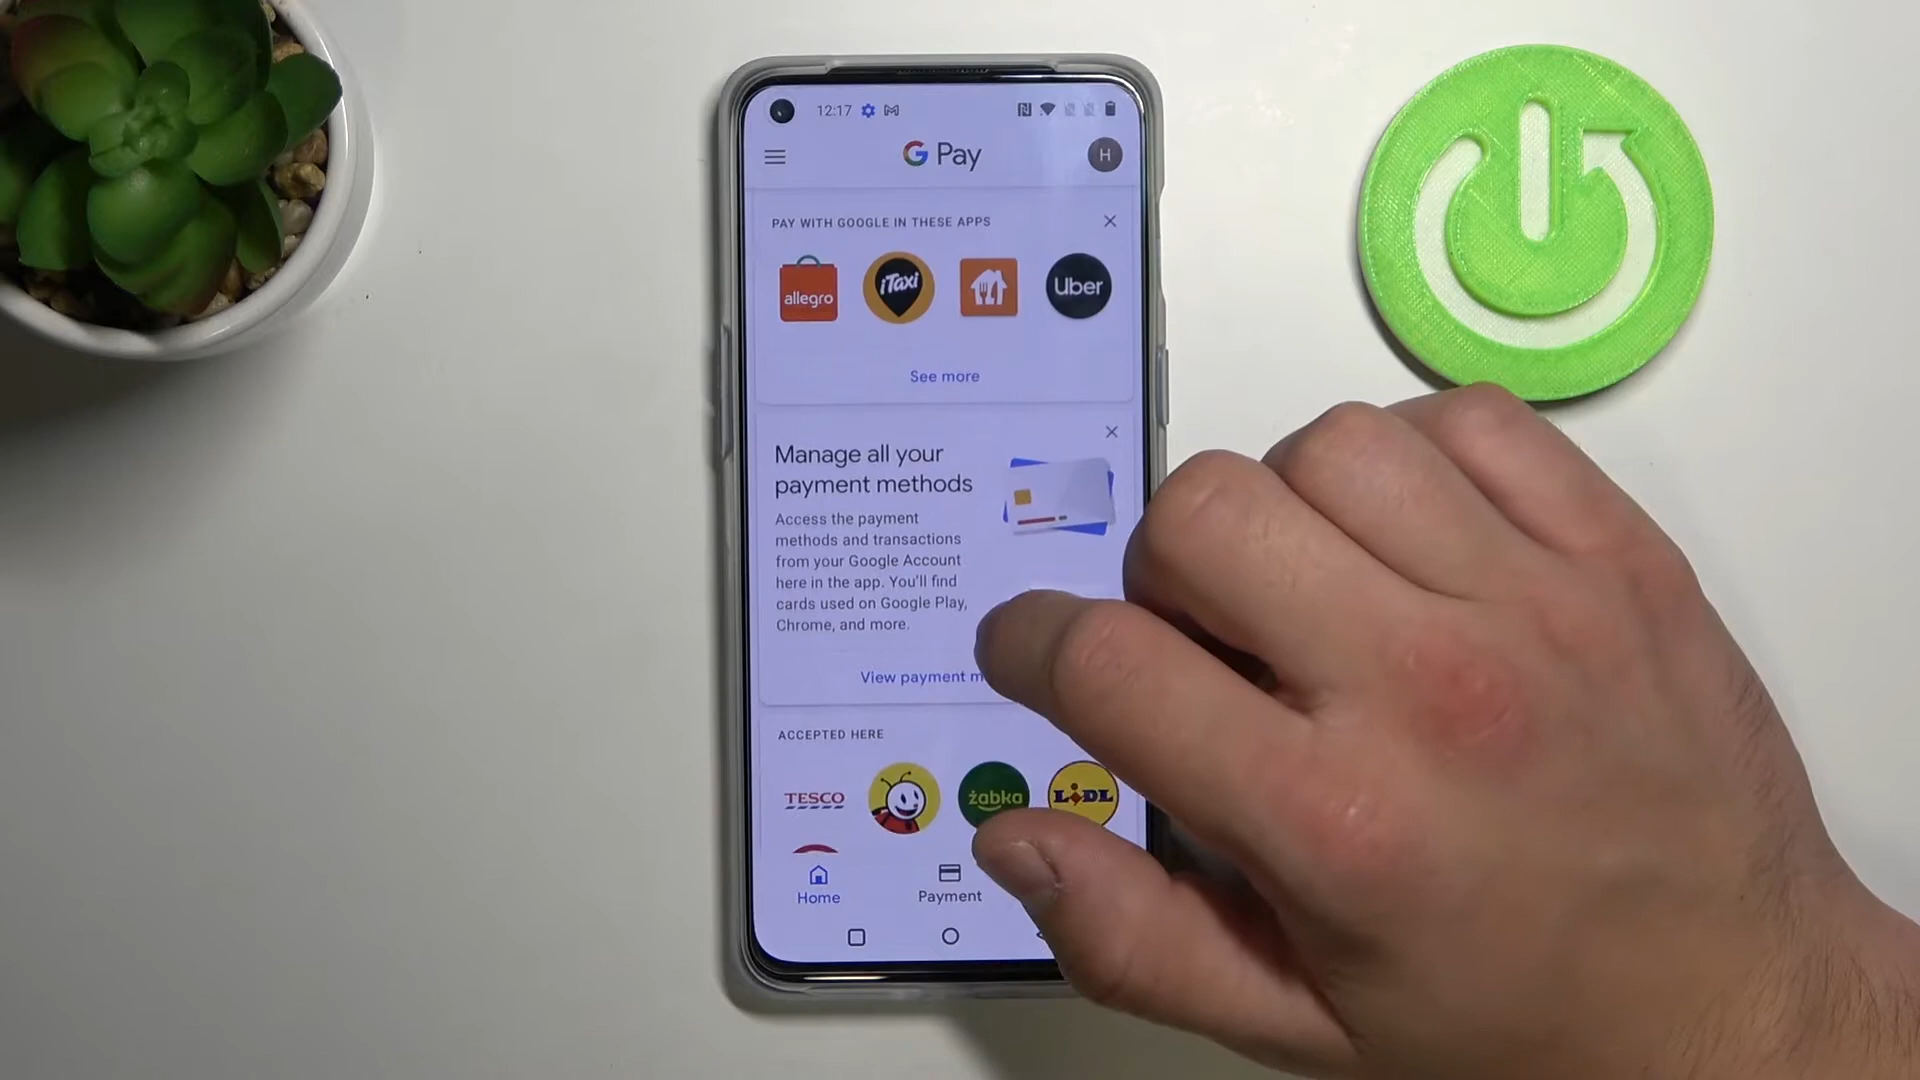 12:17
G Pay
H
PAY WITH GOOGLE IN THESE APPS
allegro
iTaxi
Uber
See more
Manage all your
payment methods
Access the payment
methods and transactions
from your Google Account
here in the app. You'll find
cards used on Google Play,
Chrome, and more.
View payment
ACCEPTED HERE
TESCO
żabka
LIDL
Home
Payment